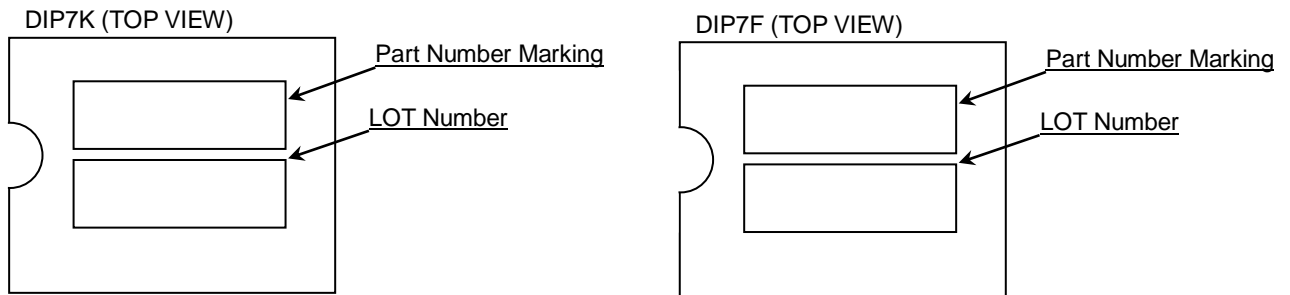 DIP7K (TOP VIEW)
Part Number Marking
LOT Number
DIP7F (TOP VIEW)
Part Number Marking
LOT Number